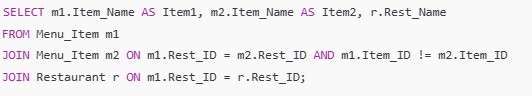 SELECT m1.Item_Name AS Item1, m2.Item_Name AS Item2, r.Rest_Name
FROM Menu_Item m1
JOIN Menu_Item m2 ON m1.Rest_ID = m2.Rest_ID AND m1.Item_ID != m2.Item_ID
JOIN Restaurant r ON m1.Rest_ID = r.Rest_ID;